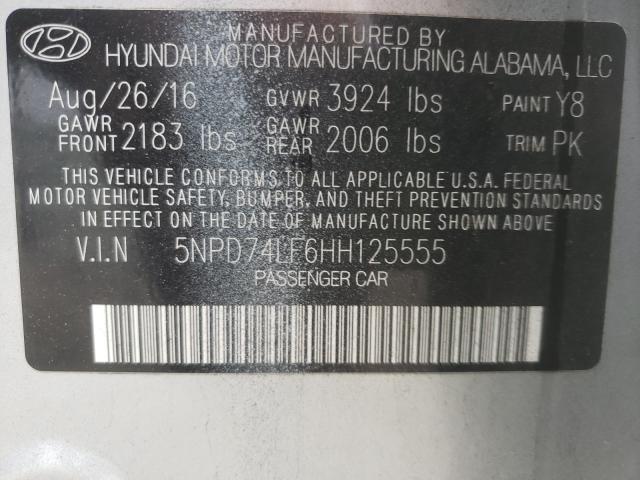 MANUFACTURED BY
HYUNDAI MOTOR MANUFACTURING ALABAMA, LLC
Aug/26/16 GVWR 3924 lbs PAINT Y8
GAWR FRONT 2183 lbs GAWR REAR 2006 lbs TRIM PK
THIS VEHICLE CONFORMS TO ALL APPLICABLE U.S.A. FEDERAL
MOTOR VEHICLE SAFETY, BUMPER, AND THEFT PREVENTION STANDARDS
IN EFFECT ON THE DATE OF MANUFACTURE SHOWN ABOVE
V.I.N 5NPD74LF6HH125555
PASSENGER CAR